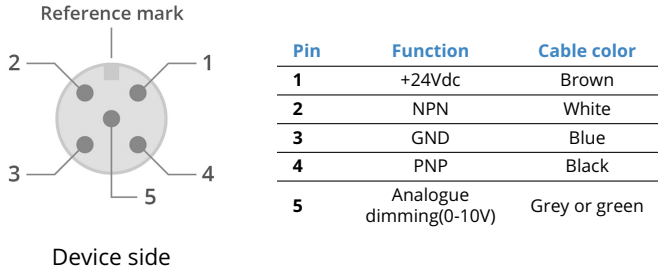 Reference mark
2
1
3
4
5
Device side
Pin Function Cable color
1 +24Vdc Brown
2 NPN White
3 GND Blue
4 PNP Black
5 Analogue dimming(0-10V) Grey or green